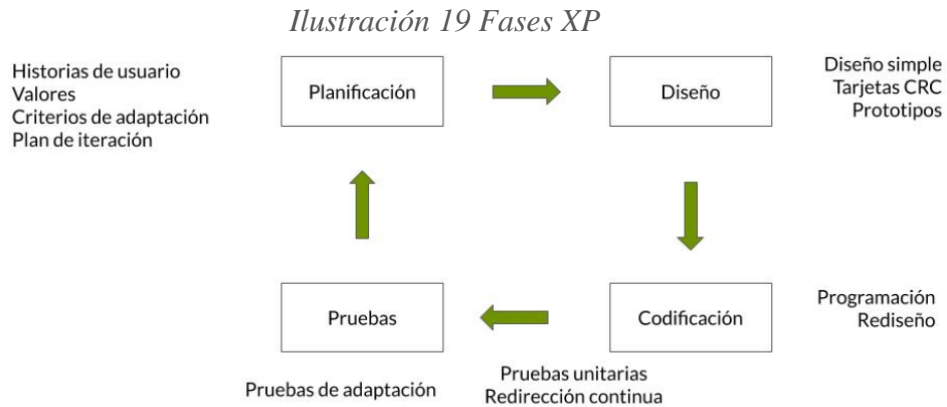 Ilustración 19 Fases XP
Historias de usuario
Valores
Criterios de adaptación
Plan de iteración
Planificación
Diseño
Diseño simple
Tarjetas CRC
Prototipos
Pruebas
Codificación
Programación
Rediseño
Pruebas de adaptación
Pruebas unitarias
Redirección continua